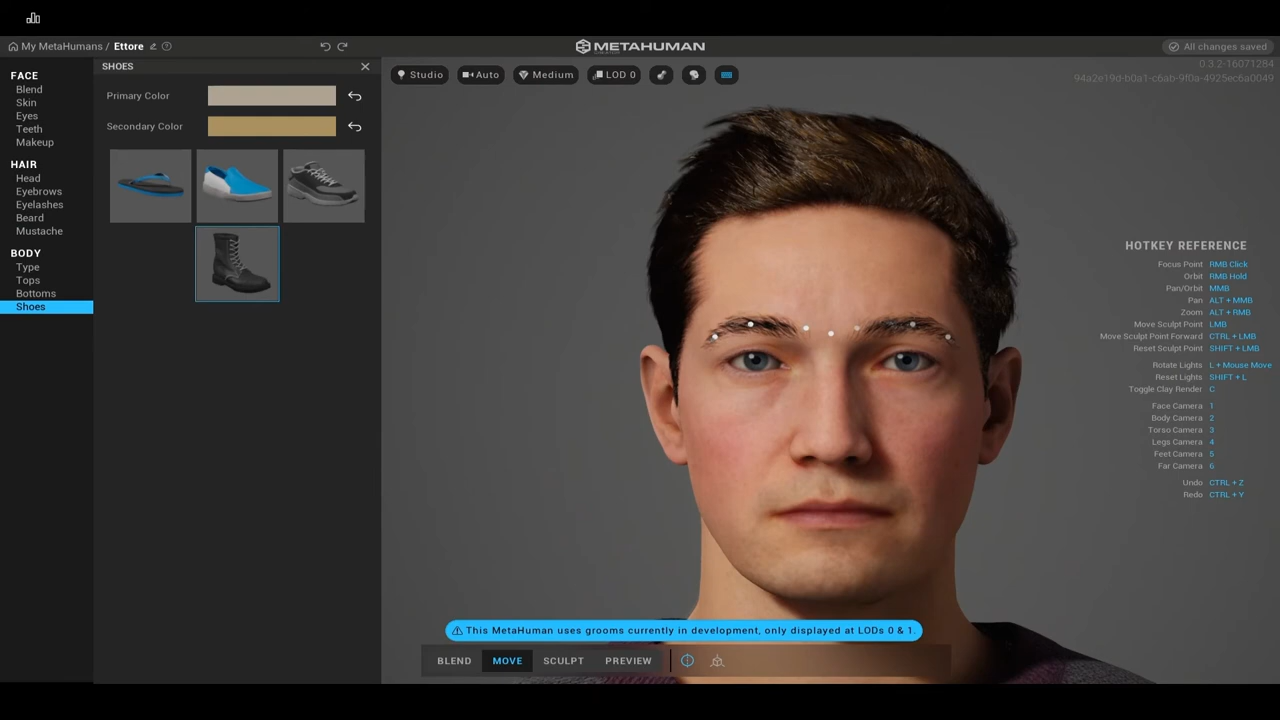 My MetaHumans / Ettore
METAHUMAN
All changes saved
0.3.2-16071284
94a2e19d-b0a1-c6ab-9f0a-4925ec6a0049
FACE
Blend
Skin
Eyes
Teeth
Makeup
HAIR
Head
Eyebrows
Eyelashes
Beard
Mustache
BODY
Type
Tops
Bottoms
Shoes
SHOES
Primary Color
Secondary Color
Studio
Auto
Medium
LOD 0
HOTKEY REFERENCE
Focus Point RMB Click
Orbit RMB Hold
Pan/Orbit MMB
Pan ALT + MMB
Zoom ALT + RMB
Move Sculpt Point LMB
Move Sculpt Point Forward CTRL + LMB
Reset Sculpt Point SHIFT + LMB
Rotate Lights L + Mouse Move
Reset Lights SHIFT + L
Toggle Clay Render C
Face Camera 1
Body Camera 2
Torso Camera 3
Legs Camera 4
Feet Camera 5
Far Camera 6
Undo CTRL + Z
Redo CTRL + Y
This MetaHuman uses grooms currently in development, only displayed at LODs 0 & 1.
BLEND
MOVE
SCULPT
PREVIEW